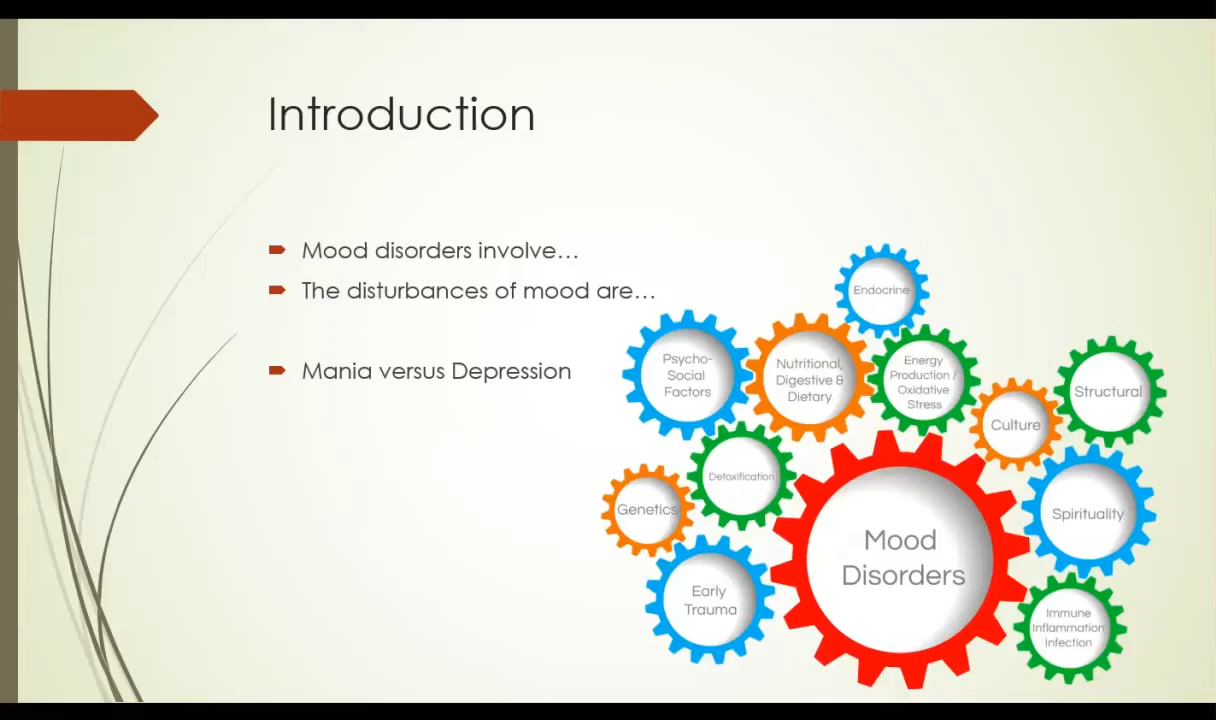 Introduction
Mood disorders involve…
The disturbances of mood are…
Mania versus Depression
Endocrine
Psycho-
Social
Factors
Nutritional,
Digestive &
Dietary
Energy
Production /
Oxidative
Stress
Culture
Structural
Detoxification
Genetics
Spirituality
Mood
Disorders
Early
Trauma
Immune
Inflammation
Infection